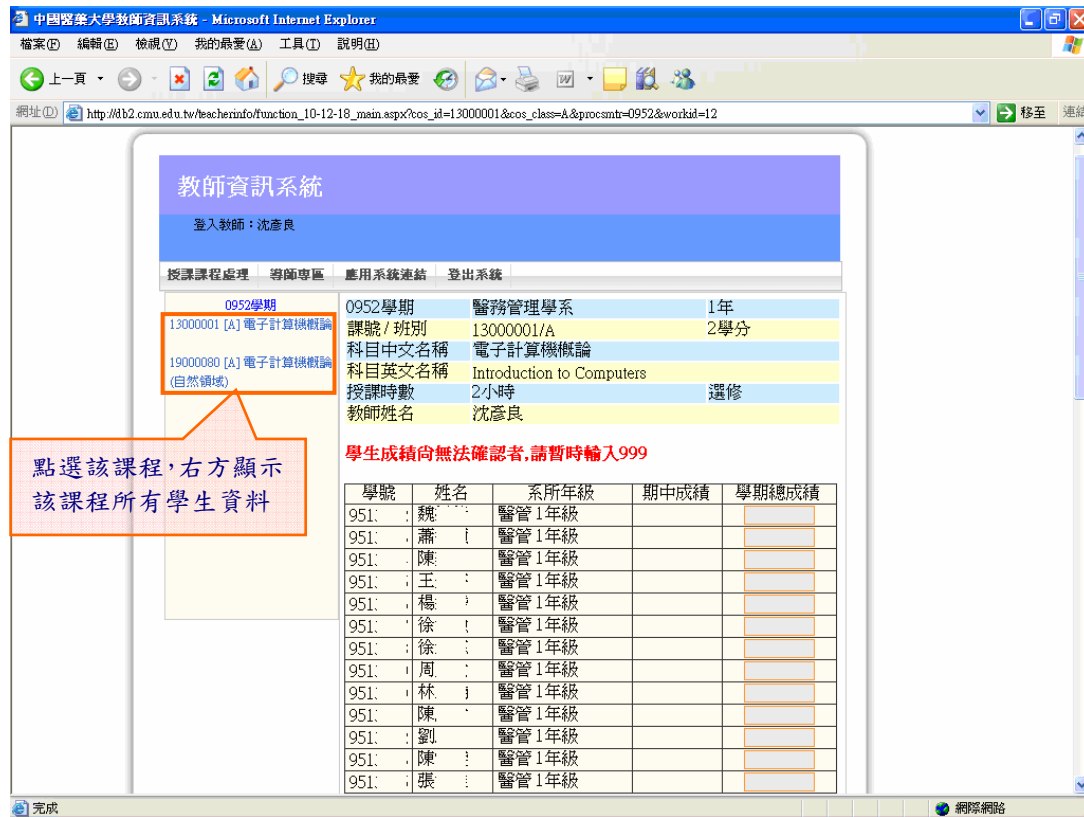 中國醫藥大學教師資訊系統 - Microsoft Internet Explorer
檔案(F) 編輯(E) 檢視(V) 我的最愛(A) 工具(T) 說明(H)
上一頁 搜尋 我的最愛
網址(D) http://db2.cmu.edu.tw/teacherinfo/function_10-12-18_main.aspx?cos_id=13000001&cos_class=A&procsmtr=0952&workid=12 移至 連結
教師資訊系統
登入教師：沈彥良
授課課程處理 導師專區 應用系統連結 登出系統
0952學期
13000001 [A] 電子計算機概論
19000080 [A] 電子計算機概論
(自然領域)
點選該課程，右方顯示
該課程所有學生資料
0952學期 醫務管理學系 1年
課號 / 班別 13000001/A 2學分
科目中文名稱 電子計算機概論
科目英文名稱 Introduction to Computers
授課時數 2小時 選修
教師姓名 沈彥良
學生成績尚無法確認者,請暫時輸入999
學號 姓名 系所年級 期中成績 學期總成績
951 魏 醫管 1年級
951 蕭 醫管 1年級
951 陳 醫管 1年級
951 王 醫管 1年級
951 楊 醫管 1年級
951 徐 醫管 1年級
951 徐 醫管 1年級
951 周 醫管 1年級
951 林 醫管 1年級
951 陳 醫管 1年級
951 劉 醫管 1年級
951 陳 醫管 1年級
951 張 醫管 1年級
完成 網際網路